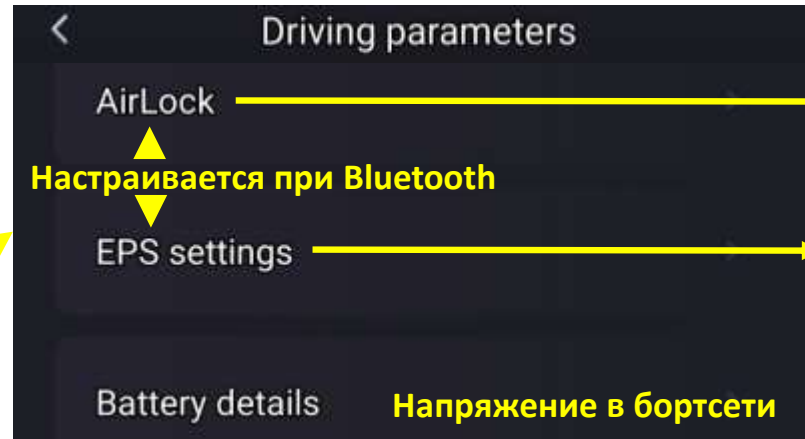 Driving parameters
AirLock
Настраивается при Bluetooth
EPS settings
Battery details Напряжение в бортсети